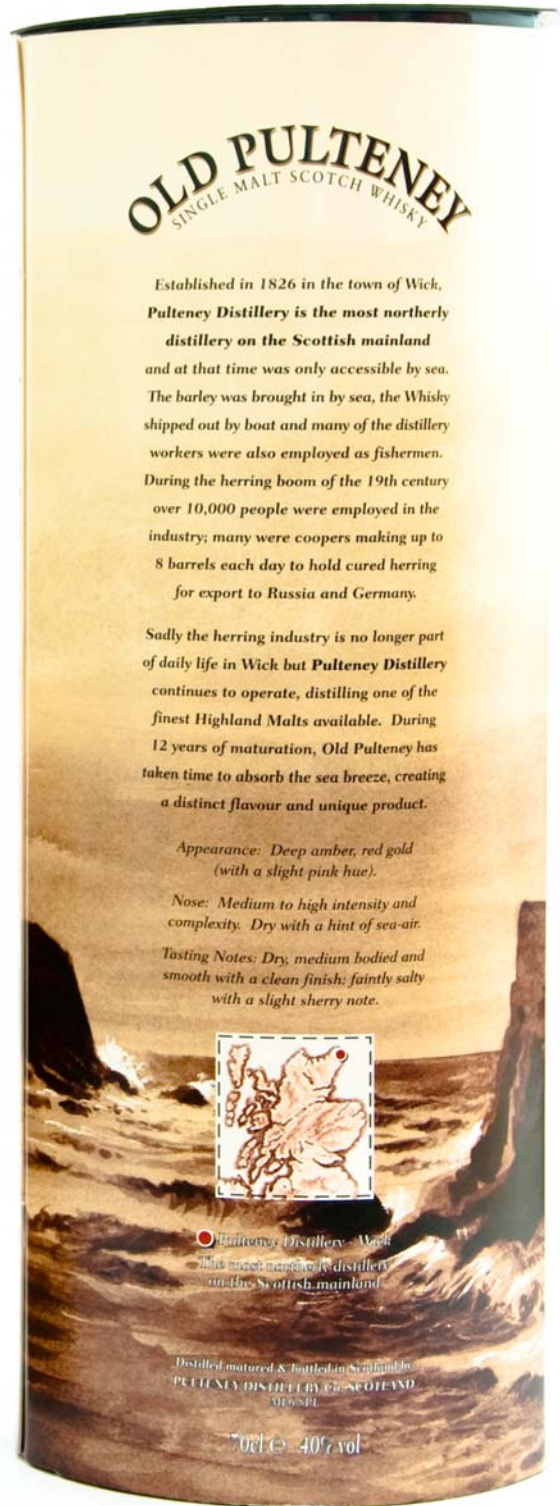 OLD PULTENEY
SINGLE MALT SCOTCH WHISKY
Established in 1826 in the town of Wick,
Pulteney Distillery is the most northerly
distillery on the Scottish mainland
and at that time was only accessible by sea.
The barley was brought in by sea, the Whisky
shipped out by boat and many of the distillery
workers were also employed as fishermen.
During the herring boom of the 19th century
over 10,000 people were employed in the
industry; many were coopers making up to
8 barrels each day to hold cured herring
for export to Russia and Germany.
Sadly the herring industry is no longer part
of daily life in Wick but Pulteney Distillery
continues to operate, distilling one of the
finest Highland Malts available. During
12 years of maturation, Old Pulteney has
taken time to absorb the sea breeze, creating
a distinct flavour and unique product.
Appearance: Deep amber, red gold
(with a slight pink hue).
Nose: Medium to high intensity and
complexity. Dry with a hint of sea-air.
Tasting Notes: Dry, medium bodied and
smooth with a clean finish: faintly salty
with a slight sherry note.
Pulteney Distillery - Wick
The most northerly distillery
on the Scottish mainland
Distilled matured & bottled in Scotland by
PULTENEY DISTILLERY Co. SCOTLAND
70cl e 40% vol